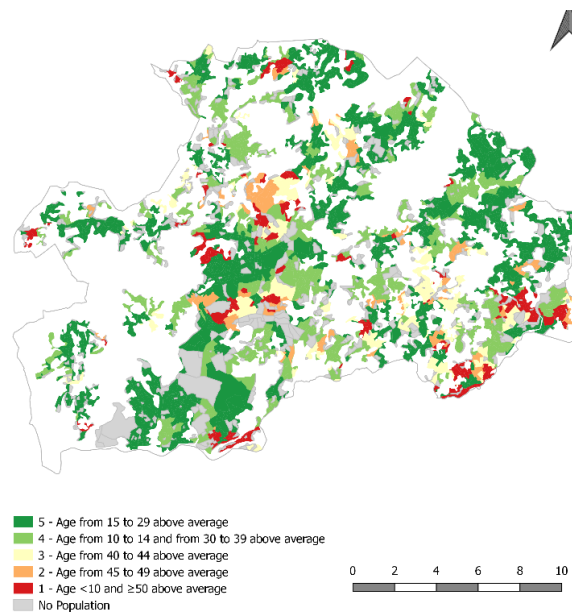 5 - Age from 15 to 29 above average
4 - Age from 10 to 14 and from 30 to 39 above average
3 - Age from 40 to 44 above average
2 - Age from 45 to 49 above average
1 - Age <10 and ≥50 above average
No Population
0 2 4 6 8 10